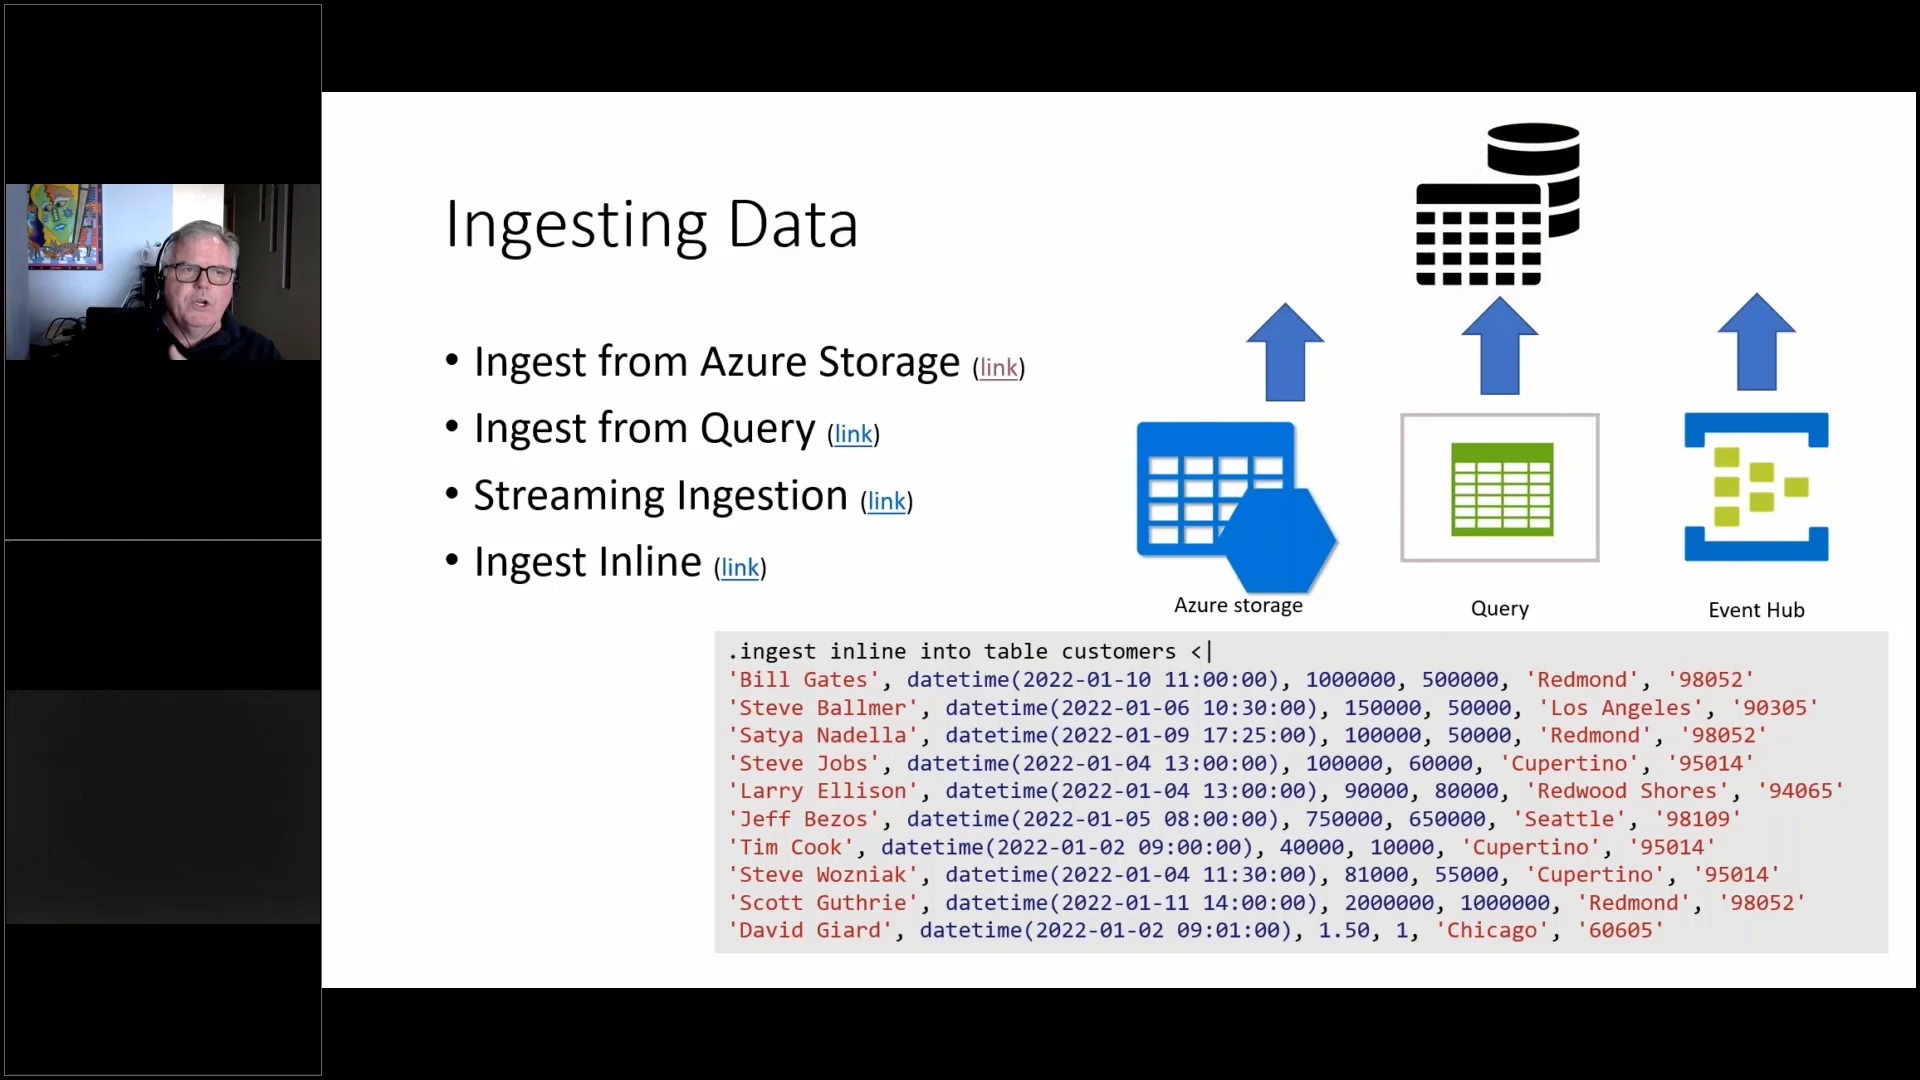 Ingesting Data
• Ingest from Azure Storage (link)
• Ingest from Query (link)
• Streaming Ingestion (link)
• Ingest Inline (link)
Azure storage
Query
Event Hub
.ingest inline into table customers <|
'Bill Gates', datetime(2022-01-10 11:00:00), 1000000, 500000, 'Redmond', '98052'
'Steve Ballmer', datetime(2022-01-06 10:30:00), 150000, 50000, 'Los Angeles', '90305'
'Satya Nadella', datetime(2022-01-09 17:25:00), 100000, 50000, 'Redmond', '98052'
'Steve Jobs', datetime(2022-01-04 13:00:00), 100000, 60000, 'Cupertino', '95014'
'Larry Ellison', datetime(2022-01-04 13:00:00), 90000, 80000, 'Redwood Shores', '94065'
'Jeff Bezos', datetime(2022-01-05 08:00:00), 750000, 650000, 'Seattle', '98109'
'Tim Cook', datetime(2022-01-02 09:00:00), 40000, 10000, 'Cupertino', '95014'
'Steve Wozniak', datetime(2022-01-04 11:30:00), 81000, 55000, 'Cupertino', '95014'
'Scott Guthrie', datetime(2022-01-11 14:00:00), 2000000, 1000000, 'Redmond', '98052'
'David Giard', datetime(2022-01-02 09:01:00), 1.50, 1, 'Chicago', '60605'